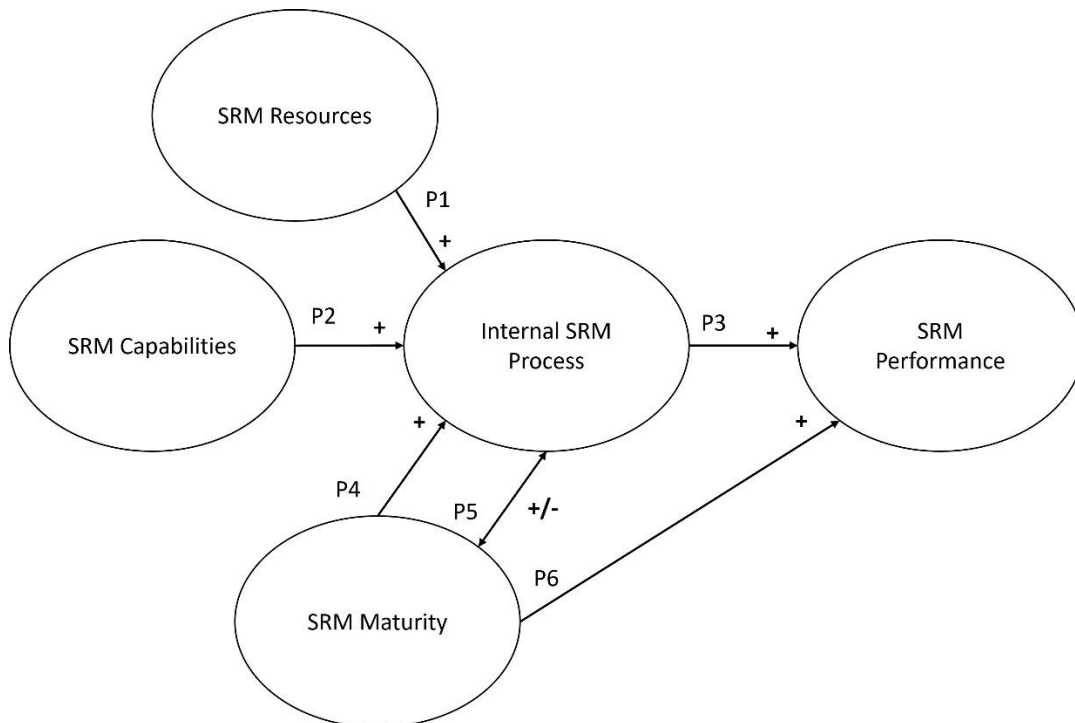 SRM Resources
P1
+
SRM Capabilities
P2
+
Internal SRM
Process
P3
+
SRM
Performance
+
+
P4
P5
+/-
P6
SRM Maturity